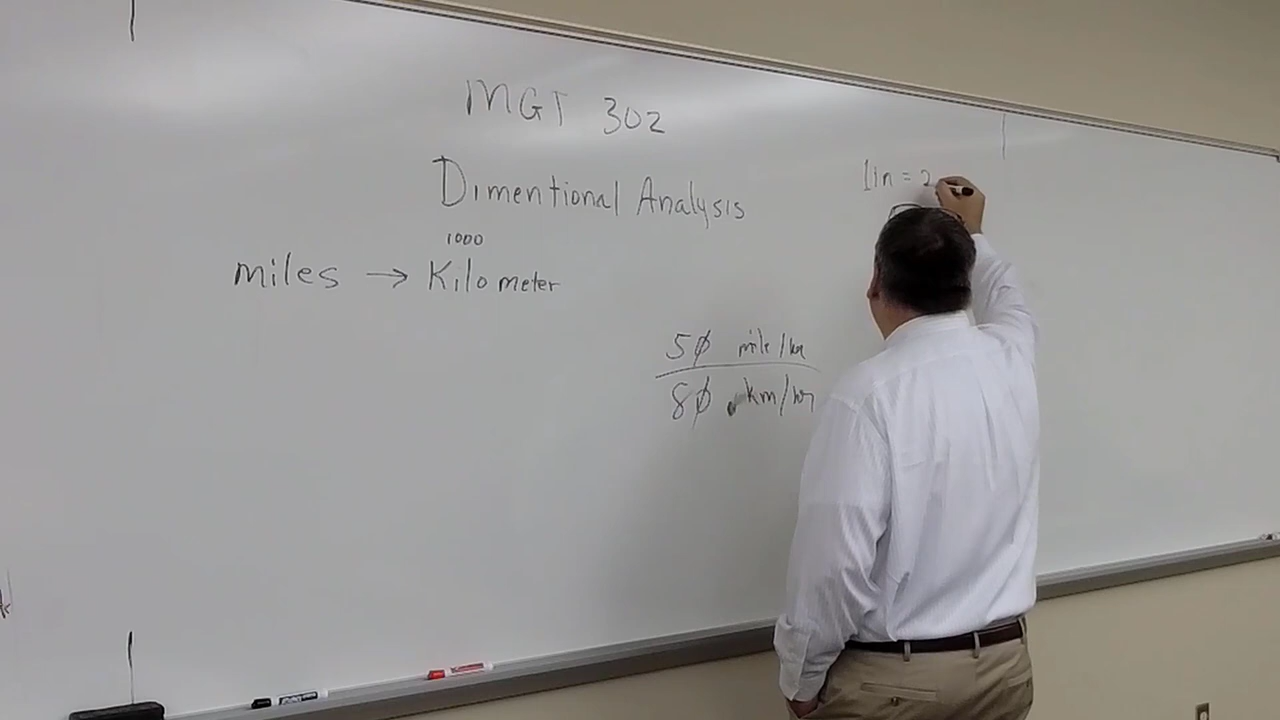 MGT 302
Dimentional Analysis
1000
miles → Kilometer
1in = 2
50 mile/hr
80 km/hr